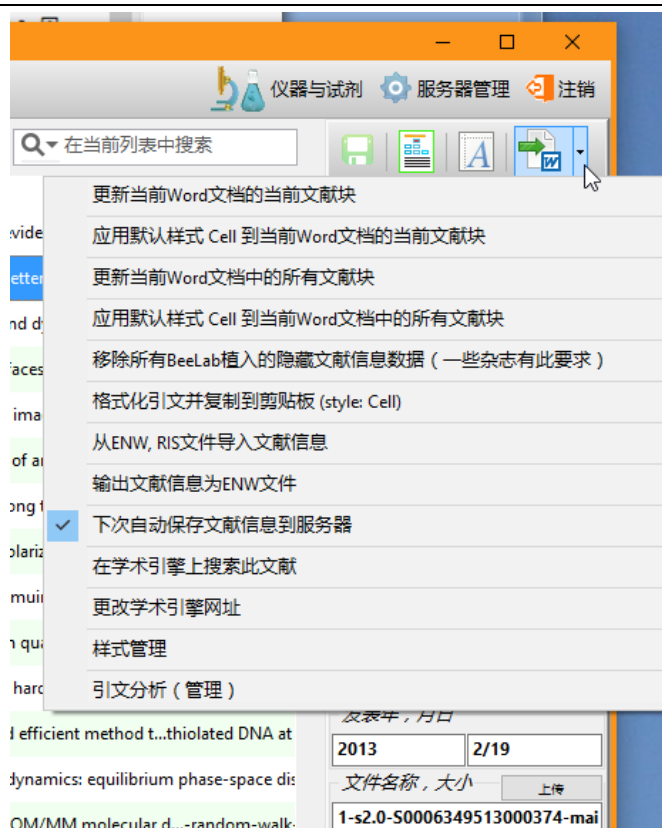 仪器与试剂 服务器管理 注销
在当前列表中搜索
A W
更新当前Word文档的当前文献块
应用默认样式 Cell 到当前Word文档的当前文献块
更新当前Word文档中的所有文献块
应用默认样式 Cell 到当前Word文档中的所有文献块
移除所有BeeLab植入的隐藏文献信息数据（一些杂志有此要求）
格式化引文并复制到剪贴板 (style: Cell)
从ENW, RIS文件导入文献信息
输出文献信息为ENW文件
下次自动保存文献信息到服务器
在学术引擎上搜索此文献
更改学术引擎网址
样式管理
引文分析（管理）
发表年，月日
efficient method t...thiolated DNA at
2013 2/19
dynamics: equilibrium phase-space dis
文件名称，大小 上传
1-s2.0-S0006349513000374-mai
OM/MM molecular d...-random-walk-